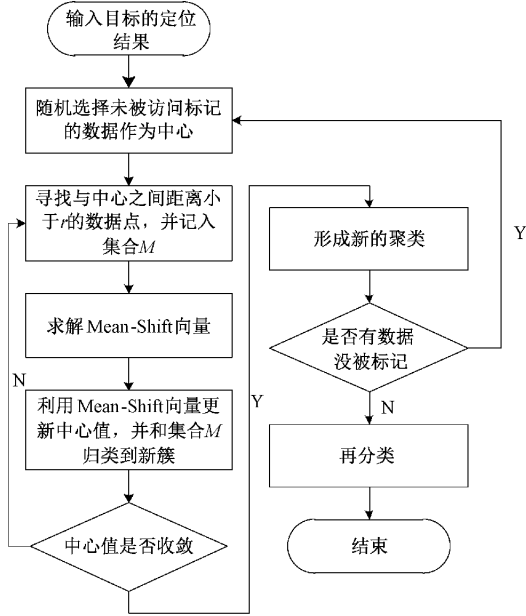 输入目标的定位
结果
随机选择未被访问标记
的数据作为中心
寻找与中心之间距离小
于r的数据点，并记入
集合M
求解Mean-Shift向量
N
利用Mean-Shift向量更
新中心值，并和集合M
归类到新簇
中心值是否收敛
Y
形成新的聚类
Y
是否有数据
没被标记
N
再分类
结束